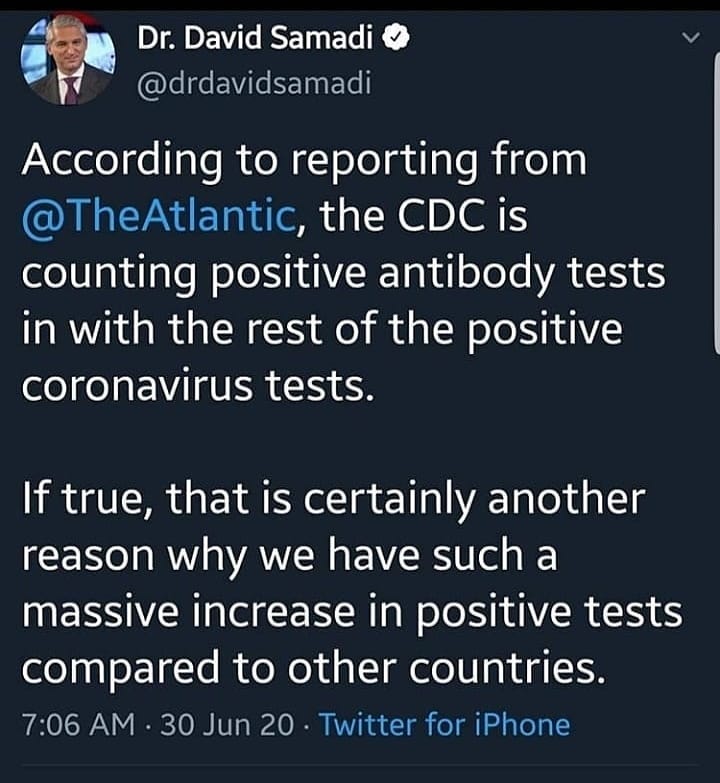 Dr. David Samadi
@drdavidsamadi
According to reporting from
@TheAtlantic, the CDC is
counting positive antibody tests
in with the rest of the positive
coronavirus tests.
If true, that is certainly another
reason why we have such a
massive increase in positive tests
compared to other countries.
7:06 AM · 30 Jun 20 · Twitter for iPhone